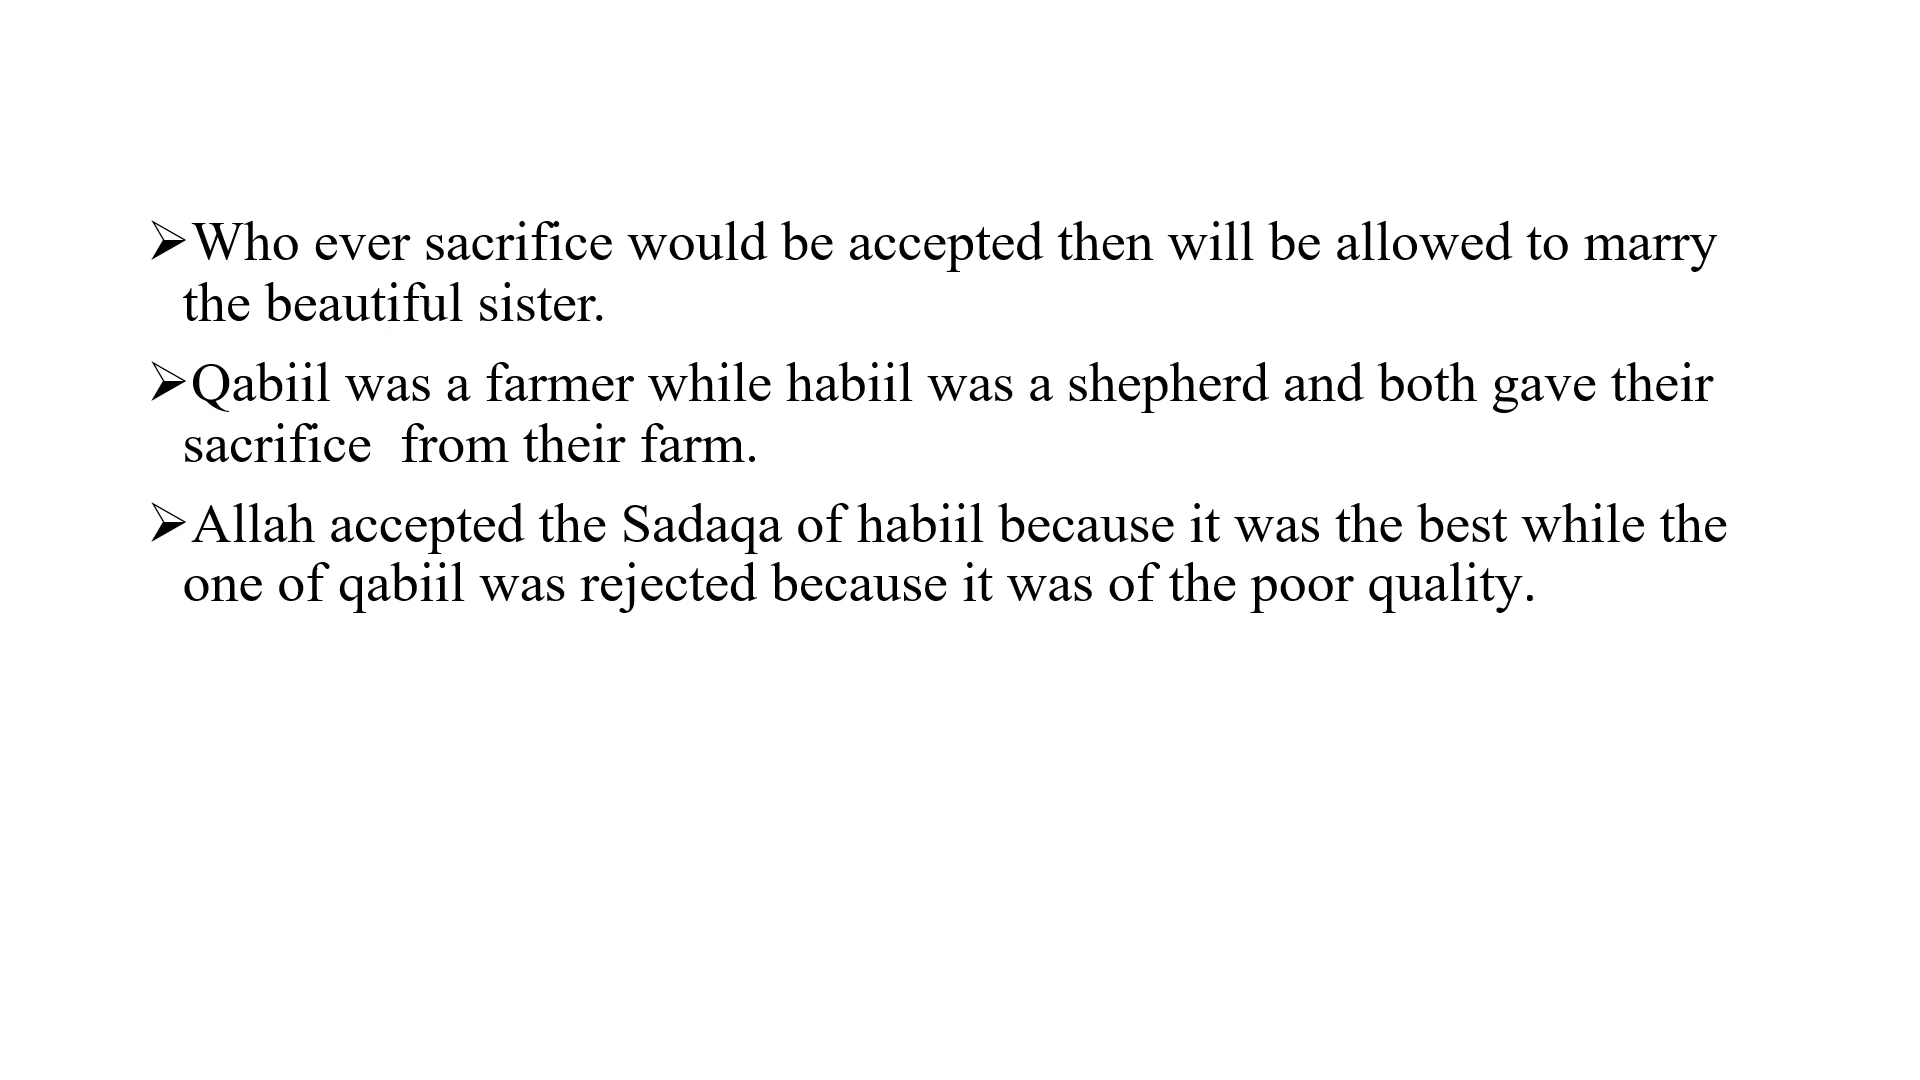 ➢Who ever sacrifice would be accepted then will be allowed to marry
the beautiful sister.
➢Qabiil was a farmer while habiil was a shepherd and both gave their
sacrifice  from their farm.
➢Allah accepted the Sadaqa of habiil because it was the best while the
one of qabiil was rejected because it was of the poor quality.